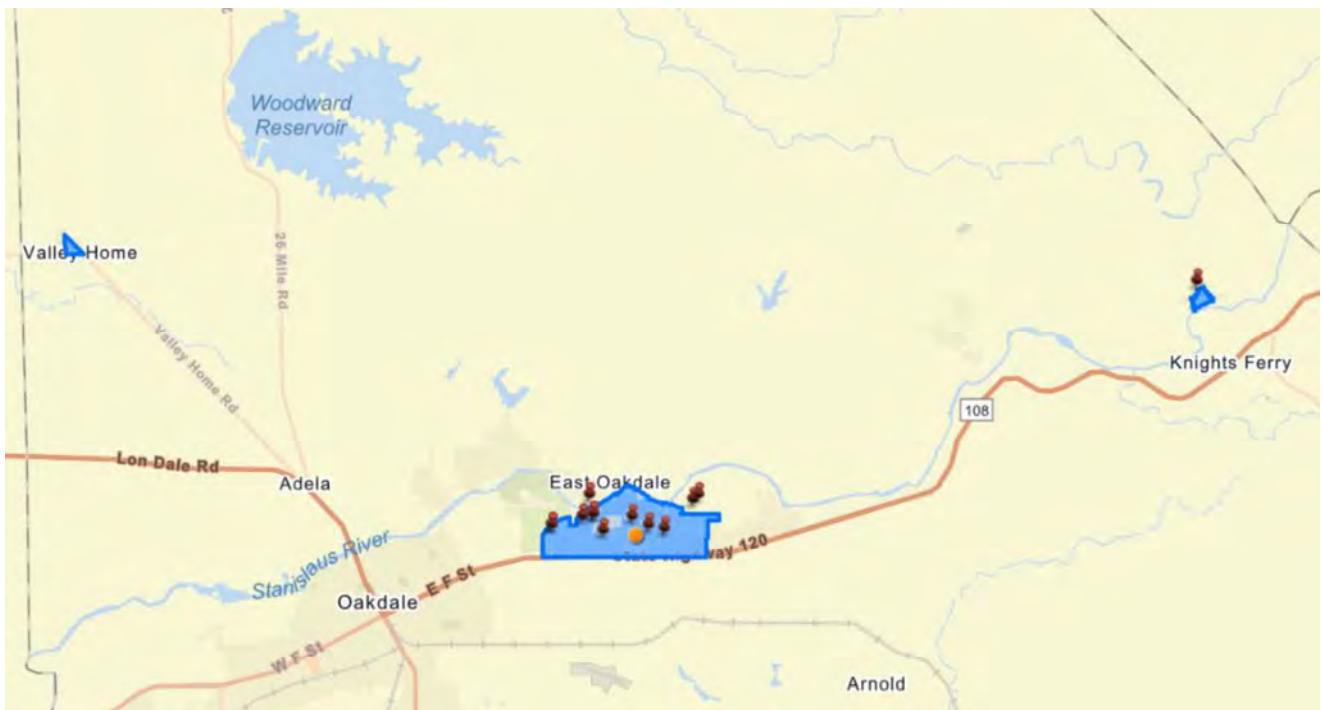 Woodward
Reservoir
Valley Home
26 Mile Rd
Valley Home Rd
Knights Ferry
108
Lon Dale Rd
Adela
East Oakdale
Stanislous River
State Highway 120
E F St
Oakdale
W F St
Arnold